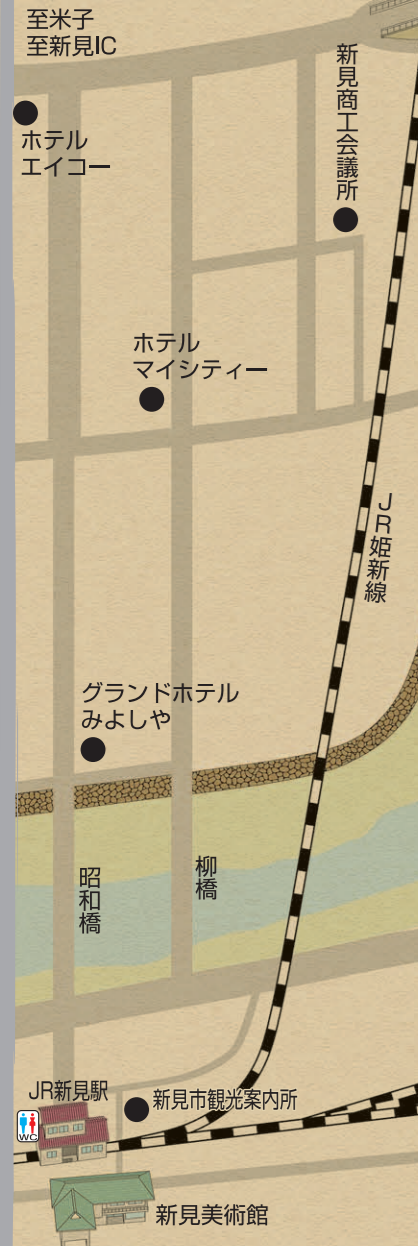 至米子
至新見IC
ホテル
エイコー
新見商工会議所
ホテル
マイシティー
JR姫新線
グランドホテル
みよしや
昭和橋
柳橋
JR新見駅
新見市観光案内所
WC
新見美術館